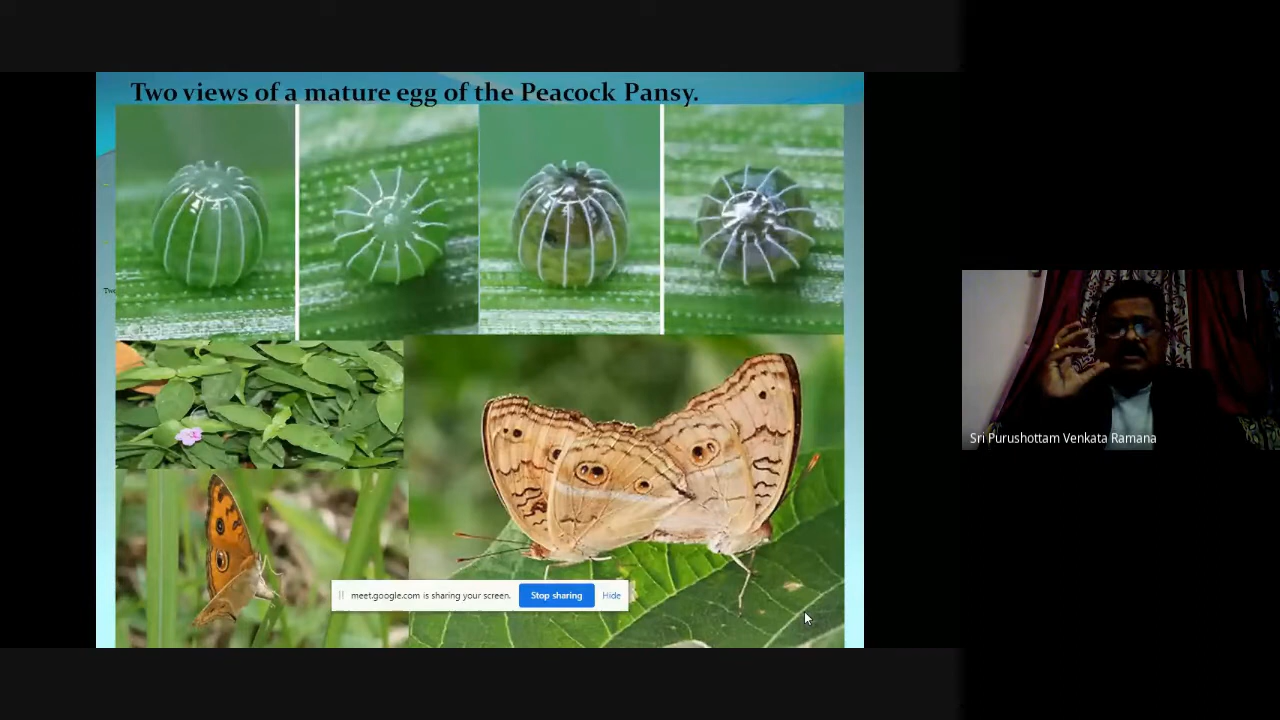 Two views of a mature egg of the Peacock Pansy.
meet.google.com is sharing your screen.
Stop sharing
Hide
Sri Purushottam Venkata Ramana